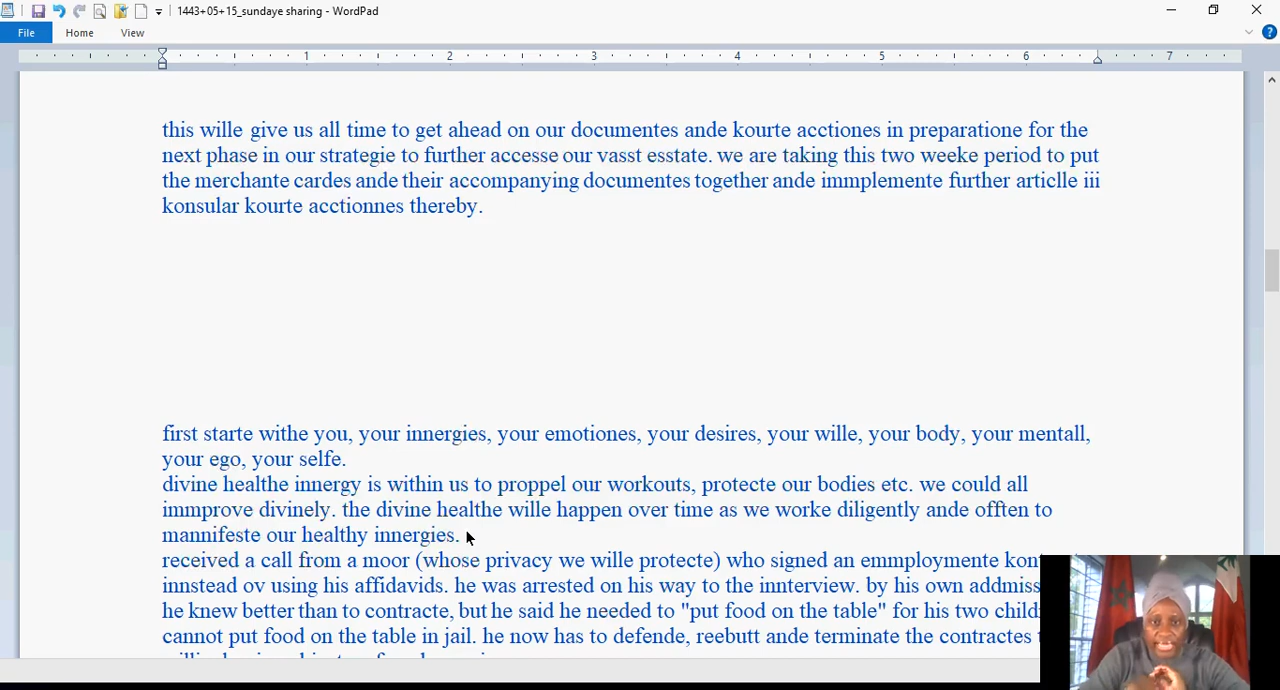 1443+05+15_sundaye sharing - WordPad
File Home View
1 2 3 4 5 6 7
this wille give us all time to get ahead on our documentes ande kourte acctiones in preparatione for the
next phase in our strategie to further accesse our vasst esstate. we are taking this two weeke period to put
the merchante cardes ande their accompanying documentes together ande immplemente further articlle iii
konsular kourte acctionnes thereby.
first starte withe you, your innergies, your emotiones, your desires, your wille, your body, your mentall,
your ego, your selfe.
divine healthe innergy is within us to proppel our workouts, protecte our bodies etc. we could all
immprove divinely. the divine healthe wille happen over time as we worke diligently ande offten to
mannifeste our healthy innergies.
received a call from a moor (whose privacy we wille protecte) who signed an emmploymente
innstead ov using his affidavids. he was arrested on his way to the innterview. by his own
he knew better than to contracte, but he said he needed to "put food on the table" for his two
cannot put food on the table in jail. he now has to defende, reebutt ande terminate the contractes